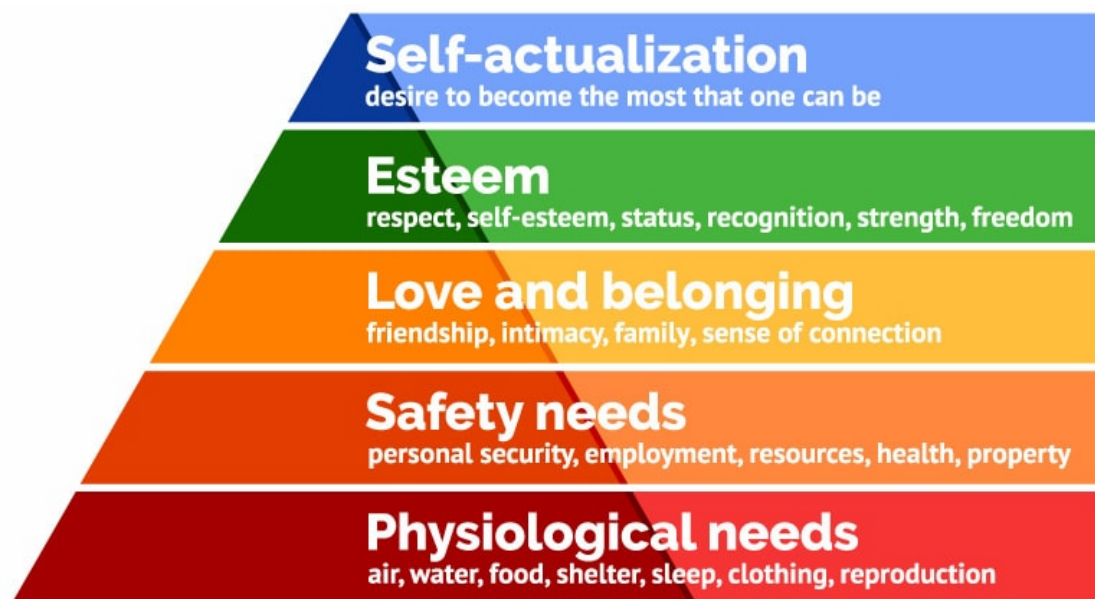 Self-actualization
desire to become the most that one can be
Esteem
respect, self-esteem, status, recognition, strength, freedom
Love and belonging
friendship, intimacy, family, sense of connection
Safety needs
personal security, employment, resources, health, property
Physiological needs
air, water, food, shelter, sleep, clothing, reproduction